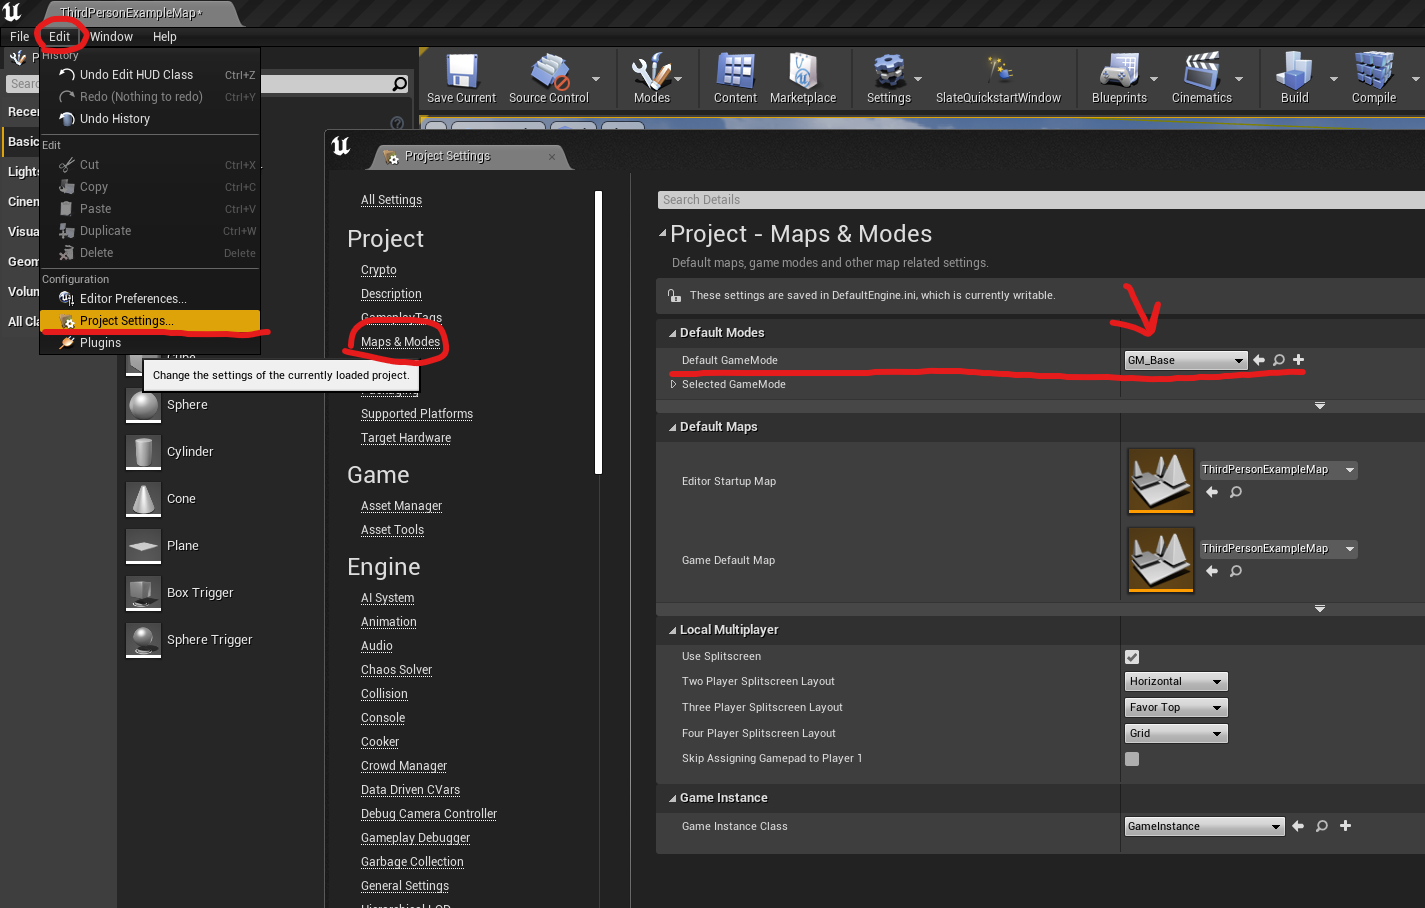 ThirdPersonExampleMap*
File Edit Window Help
History
Undo Edit HUD Class Ctrl+Z
Redo (Nothing to redo) Ctrl+Y
Undo History
Edit
Cut Ctrl+X
Copy Ctrl+C
Paste Ctrl+V
Duplicate Ctrl+W
Delete Delete
Configuration
Editor Preferences...
Project Settings...
Plugins
Change the settings of the currently loaded project.
P
Searc
Recen
Basic
Lights
Cinem
Visua
Geom
Volun
All Cla
Cube
Sphere
Cylinder
Cone
Plane
Box Trigger
Sphere Trigger
Save Current
Source Control
Modes
Content
Marketplace
Settings
SlateQuickstartWindow
Blueprints
Cinematics
Build
Compile
Project Settings
All Settings
Project
Crypto
Description
GameplayTags
Maps & Modes
Supported Platforms
Target Hardware
Game
Asset Manager
Asset Tools
Engine
AI System
Animation
Audio
Chaos Solver
Collision
Console
Cooker
Crowd Manager
Data Driven CVars
Debug Camera Controller
Gameplay Debugger
Garbage Collection
General Settings
Hierarchical LOD
Search Details
Project - Maps & Modes
Default maps, game modes and other map related settings.
These settings are saved in DefaultEngine.ini, which is currently writable.
Default Modes
Default GameMode GM_Base
Selected GameMode
Default Maps
Editor Startup Map ThirdPersonExampleMap
Game Default Map ThirdPersonExampleMap
Local Multiplayer
Use Splitscreen
Two Player Splitscreen Layout Horizontal
Three Player Splitscreen Layout Favor Top
Four Player Splitscreen Layout Grid
Skip Assigning Gamepad to Player 1
Game Instance
Game Instance Class GameInstance